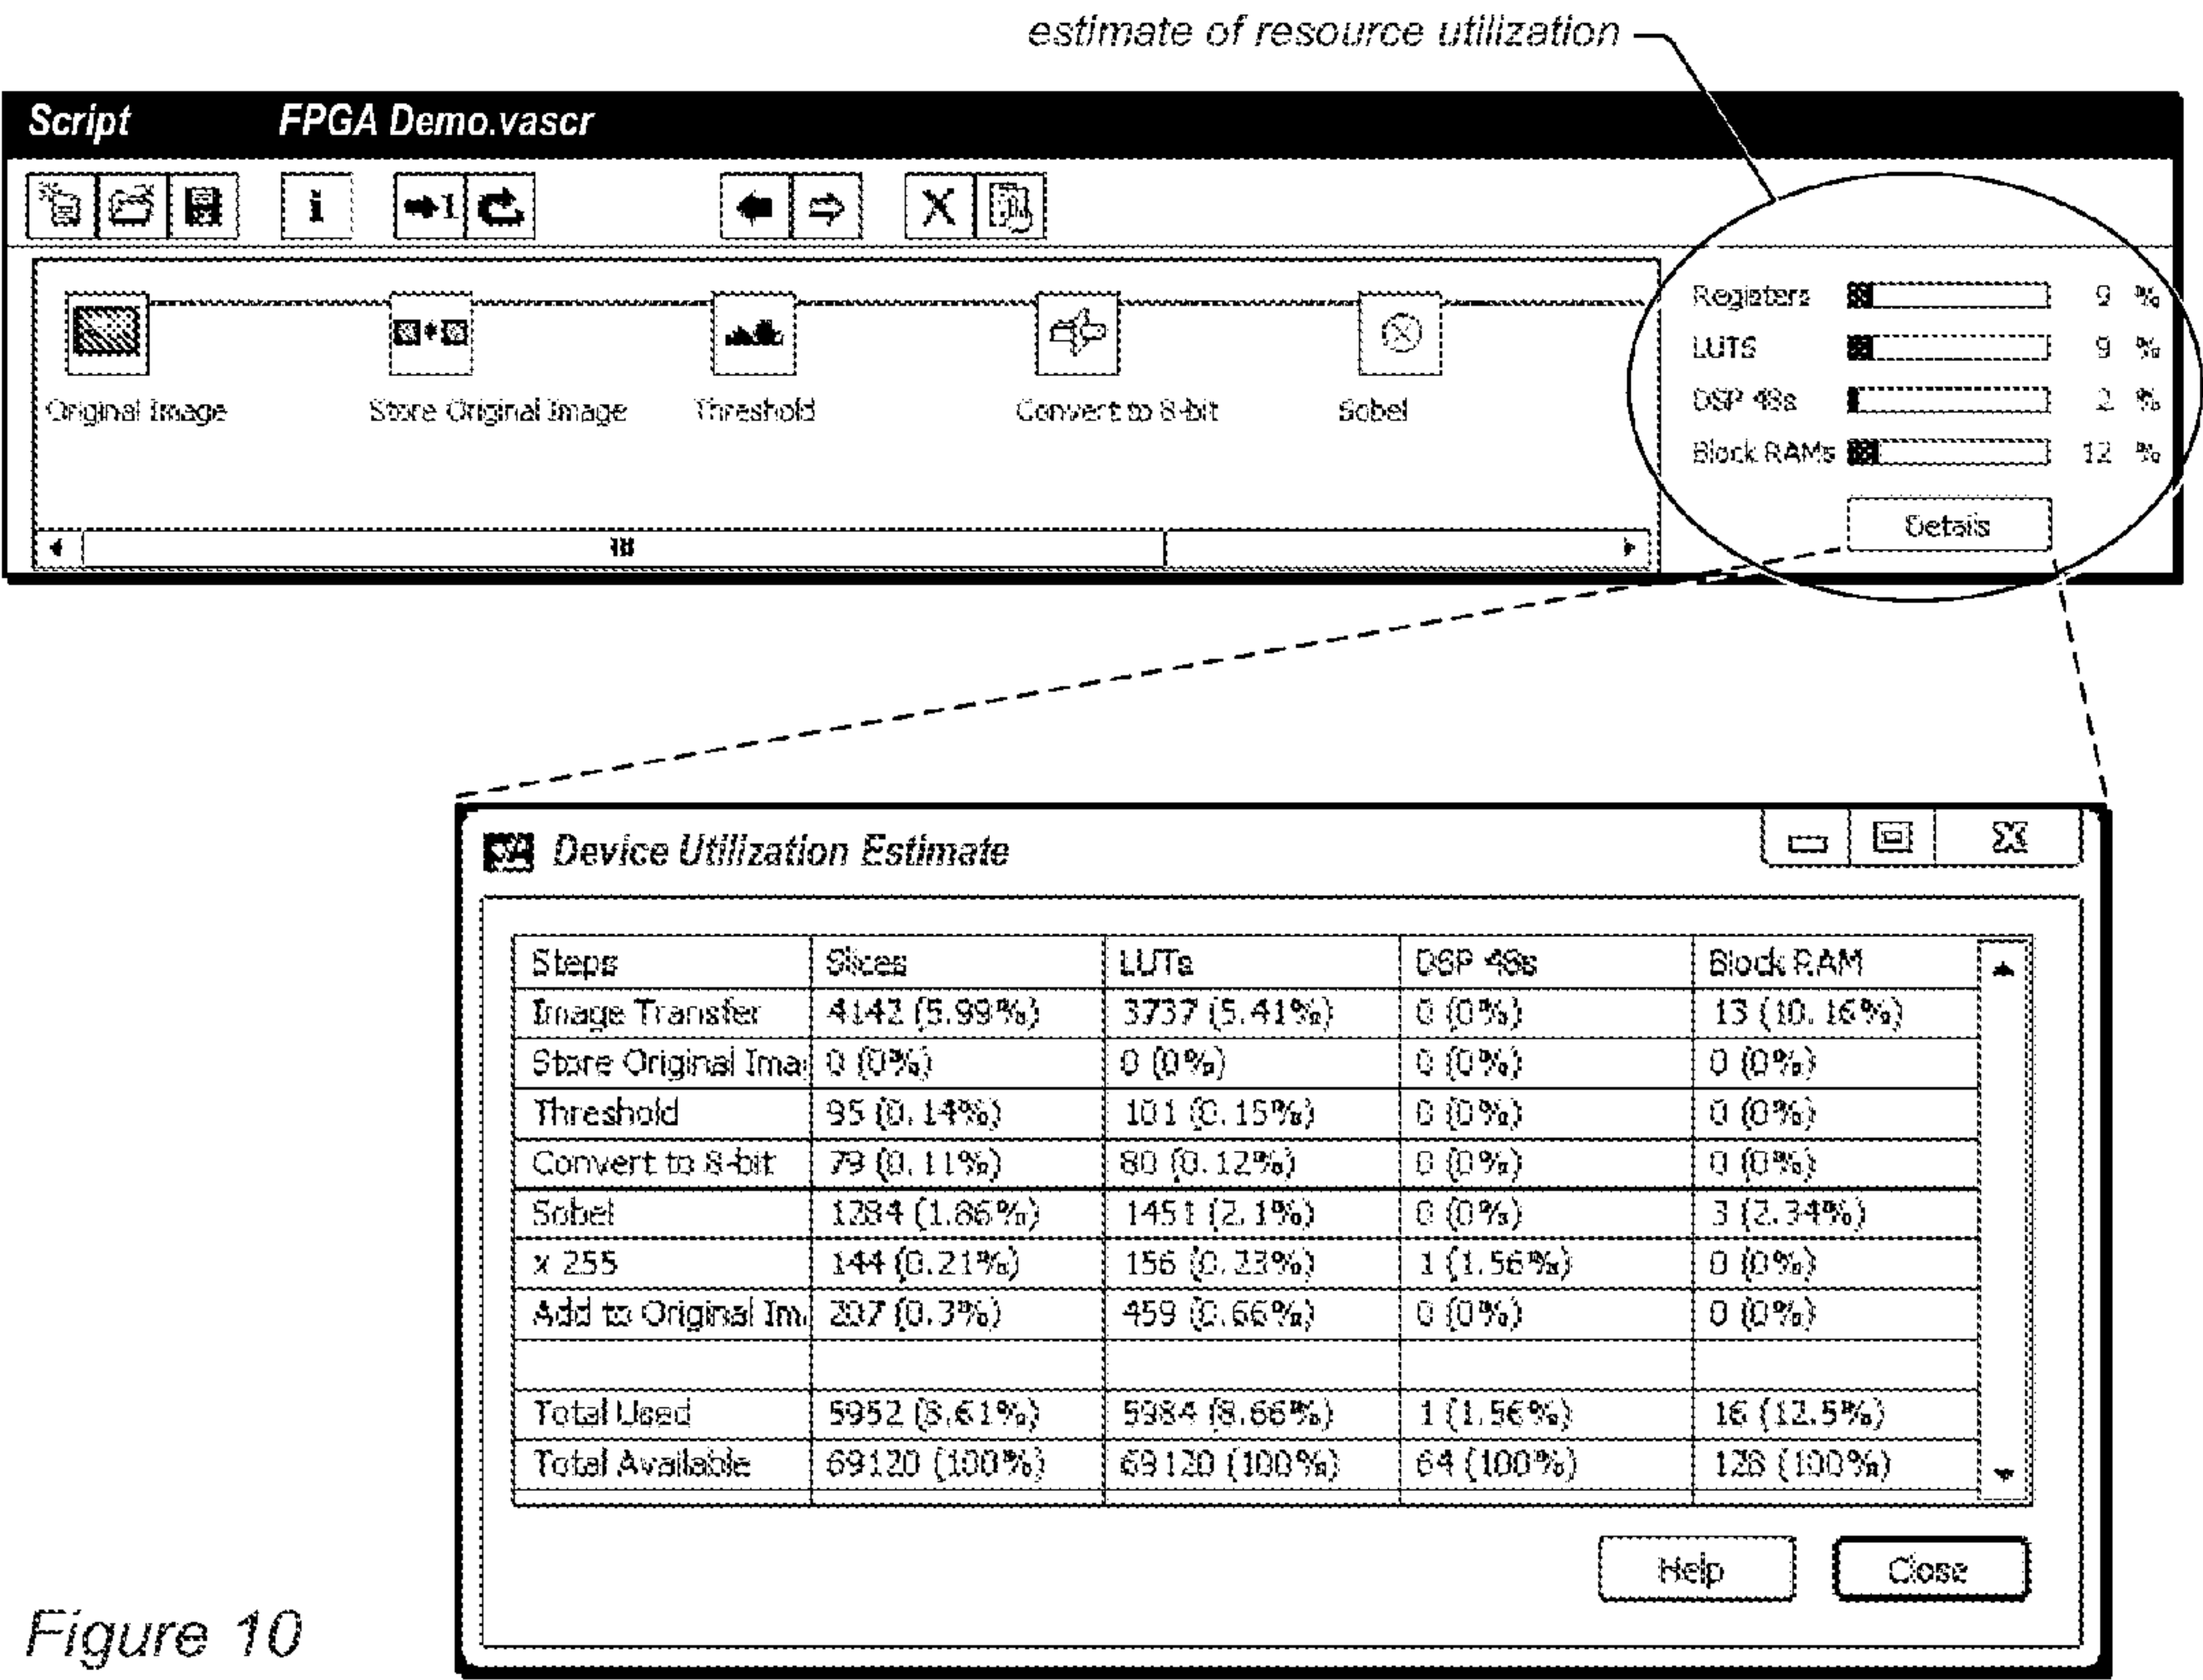 estimate of resource utilization
Script FPGA Demo.vascr
i 1
Original Image Store Original Image Threshold Convert to 8-bit Sobel
Registers 9 %
LUTS 9 %
DSP 48s 2 %
Block RAMs 12 %
Details
Device Utilization Estimate
Steps Slices LUTs DSP 48s Block RAM
Image Transfer 4142 (5.99%) 3737 (5.41%) 0 (0%) 13 (10.16%)
Store Original Ima 0 (0%) 0 (0%) 0 (0%) 0 (0%)
Threshold 95 (0.14%) 101 (0.15%) 0 (0%) 0 (0%)
Convert to 8-bit 79 (0.11%) 80 (0.12%) 0 (0%) 0 (0%)
Sobel 1284 (1.86%) 1451 (2.1%) 0 (0%) 3 (2.34%)
x 255 144 (0.21%) 156 (0.23%) 1 (1.56%) 0 (0%)
Add to Original Im 207 (0.3%) 459 (0.66%) 0 (0%) 0 (0%)
Total Used 5952 (8.61%) 5984 (8.66%) 1 (1.56%) 16 (12.5%)
Total Available 69120 (100%) 69120 (100%) 64 (100%) 128 (100%)
Help Close
Figure 10